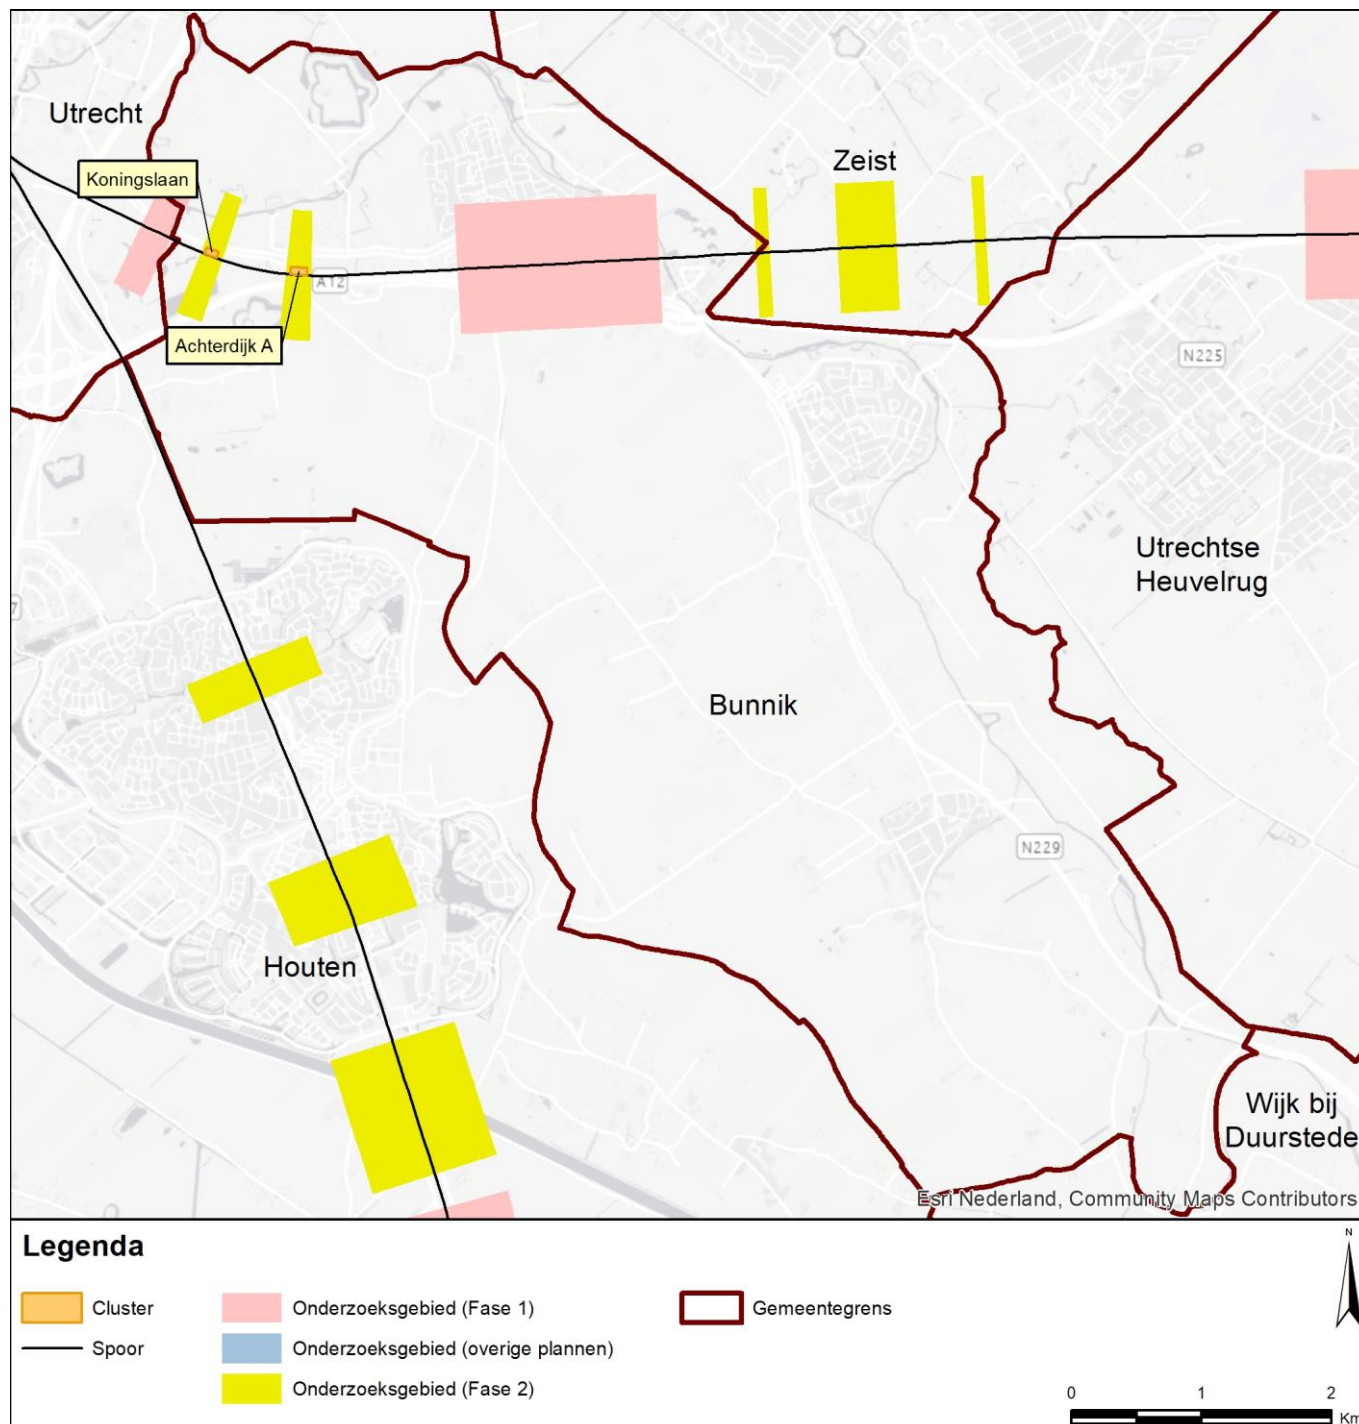 Utrecht
Koningslaan
Zeist
A12
Achterdijk A
N225
Utrechtse
Heuvelrug
Bunnik
N229
Houten
Wijk bij
Duurstede
Esri Nederland, Community Maps Contributors
Legenda
Cluster
Spoor
Onderzoeksgebied (Fase 1)
Onderzoeksgebied (overige plannen)
Onderzoeksgebied (Fase 2)
Gemeentegrens
N
0 1 2
Km